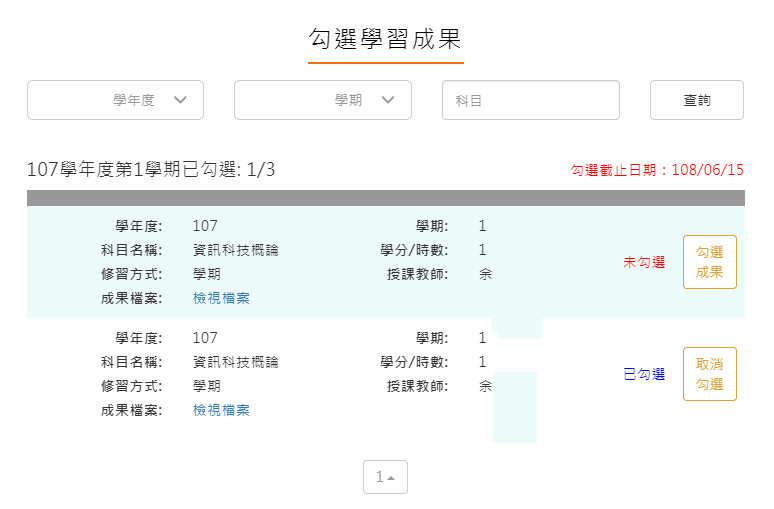 勾選學習成果
學年度 學期 科目 查詢
107學年度第1學期已勾選: 1/3 勾選截止日期：108/06/15
學年度: 107 學期: 1
科目名稱: 資訊科技概論 學分/時數: 1
修習方式: 學期 授課教師: 余
成果檔案: 檢視檔案
未勾選 勾選成果
學年度: 107 學期: 1
科目名稱: 資訊科技概論 學分/時數: 1
修習方式: 學期 授課教師: 余
成果檔案: 檢視檔案
已勾選 取消勾選
1